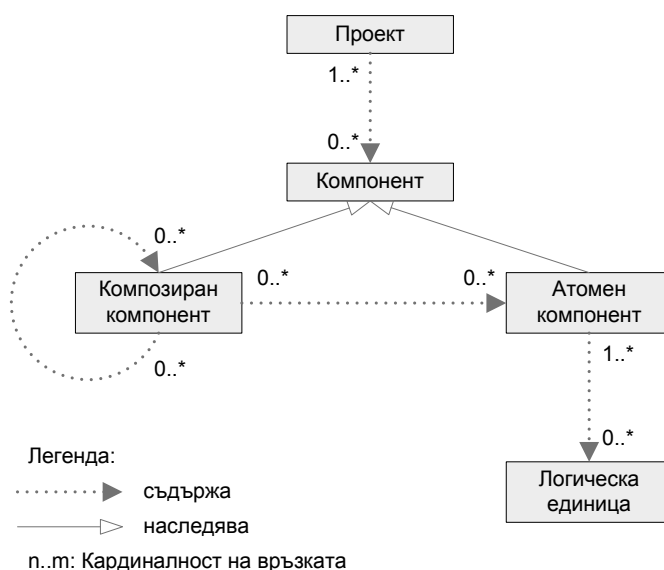 Проект
1..*
0..*
Компонент
0..*
Композиран
компонент
0..*
0..*
Атомен
компонент
0..*
1..*
0..*
Логическа
единица
Легенда:
съдържа
наследява
n..m: Кардиналност на връзката